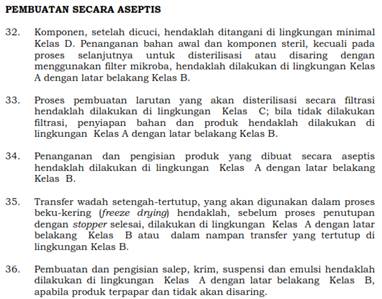 PEMBUATAN SECARA ASEPTIS
32. Komponen, setelah dicuci, hendaklah ditangani di lingkungan minimal
Kelas D. Penanganan bahan awal dan komponen steril, kecuali pada
proses selanjutnya untuk disterilisasi atau disaring dengan
menggunakan filter mikroba, hendaklah dilakukan di lingkungan Kelas
A dengan latar belakang Kelas B.
33. Proses pembuatan larutan yang akan disterilisasi secara filtrasi
hendaklah dilakukan di lingkungan Kelas C; bila tidak dilakukan
filtrasi, penyiapan bahan dan produk hendaklah dilakukan di
lingkungan Kelas A dengan latar belakang Kelas B.
34. Penanganan dan pengisian produk yang dibuat secara aseptis
hendaklah dilakukan di lingkungan Kelas A dengan latar belakang
Kelas B.
35. Transfer wadah setengah-tertutup, yang akan digunakan dalam proses
beku-kering (freeze drying) hendaklah, sebelum proses penutupan
dengan stopper selesai, dilakukan di lingkungan Kelas A dengan latar
belakang Kelas B atau dalam nampan transfer yang tertutup di
lingkungan Kelas B.
36. Pembuatan dan pengisian salep, krim, suspensi dan emulsi hendaklah
dilakukan di lingkungan Kelas A dengan latar belakang Kelas B,
apabila produk terpapar dan tidak akan disaring.